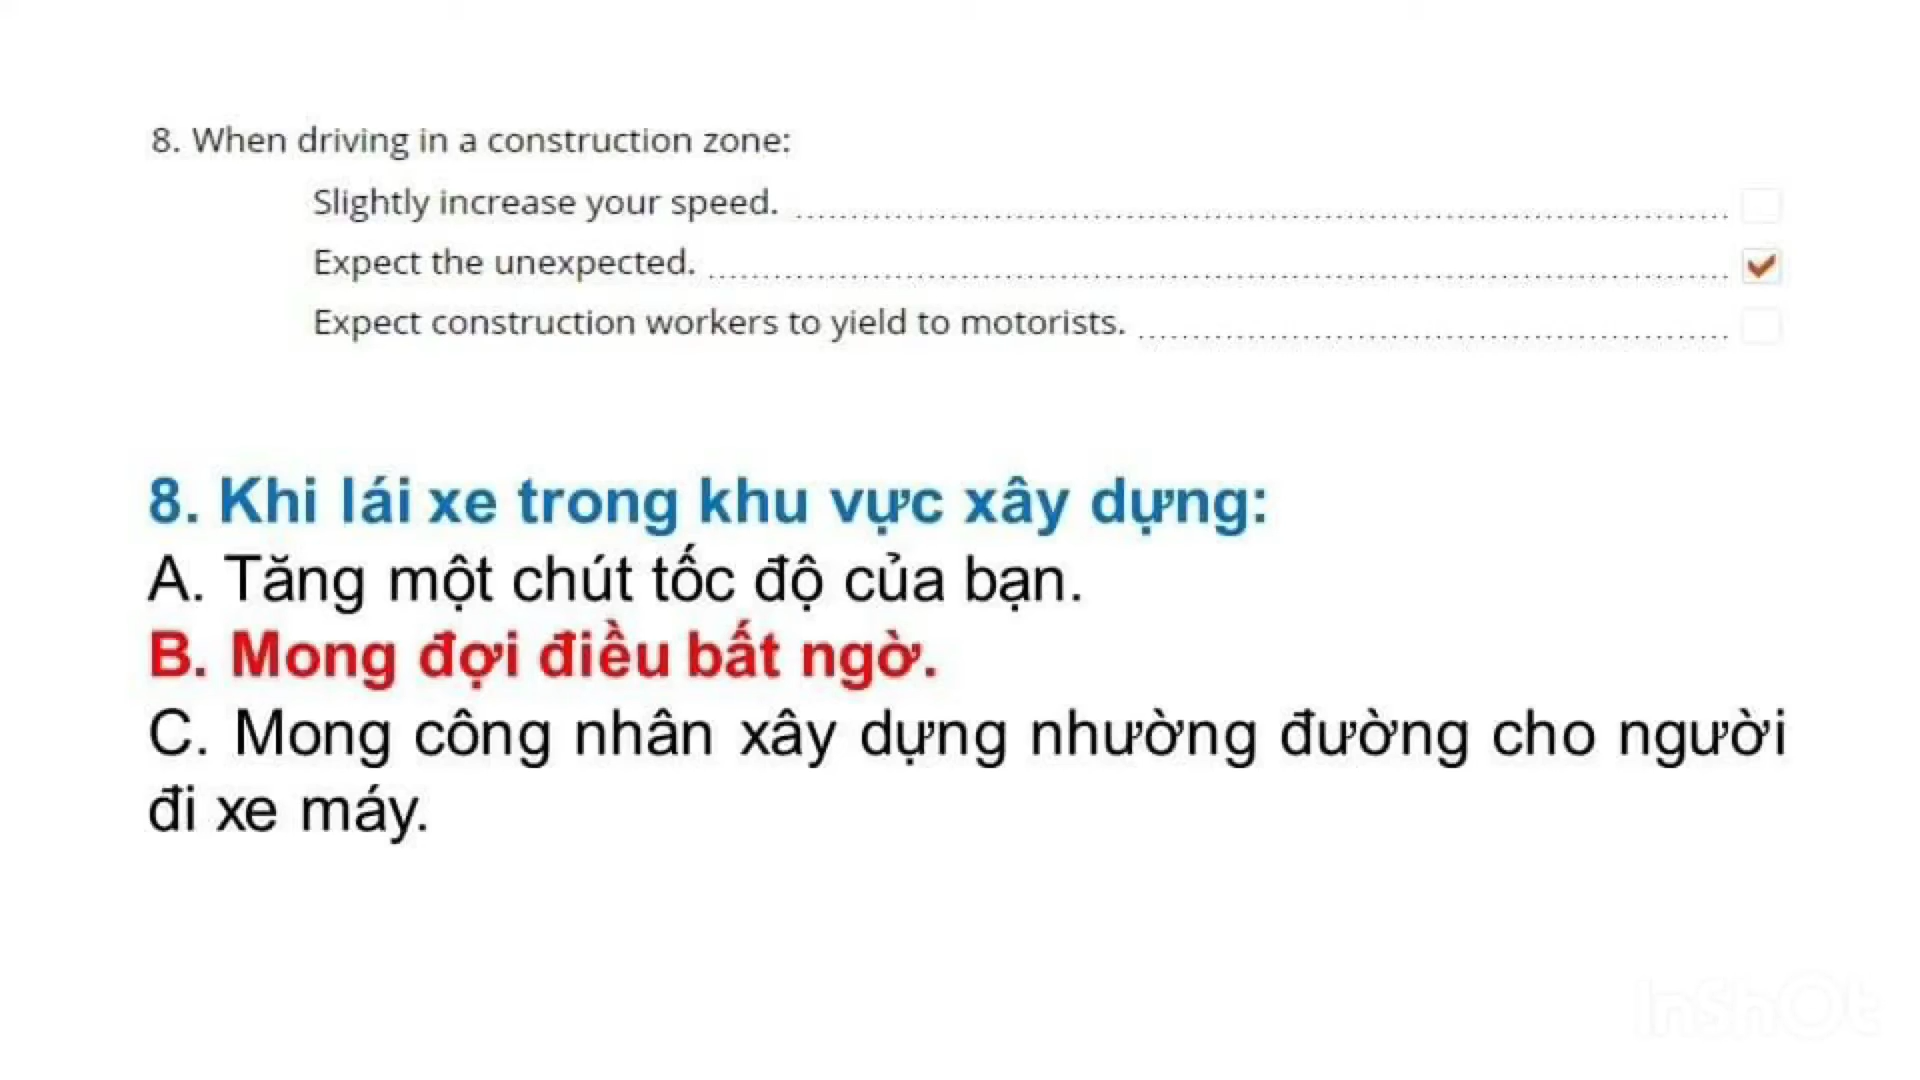 8. When driving in a construction zone:
Slightly increase your speed.
Expect the unexpected.
Expect construction workers to yield to motorists.
8. Khi lái xe trong khu vực xây dựng:
A. Tăng một chút tốc độ của bạn.
B. Mong đợi điều bất ngờ.
C. Mong công nhân xây dựng nhường đường cho người
đi xe máy.
InShOt